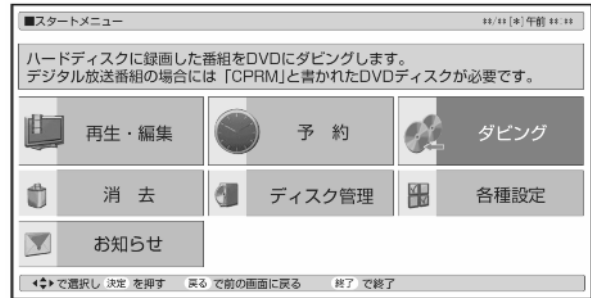 ■スタートメニュー
##/##[*]午前 ##:##
ハードディスクに録画した番組をDVDにダビングします。
デジタル放送番組の場合には「CPRM」と書かれたDVDディスクが必要です。
再生・編集
予 約
ダビング
消 去
ディスク管理
各種設定
お知らせ
で選択し 決定 を押す 戻る で前の画面に戻る 終了 で終了